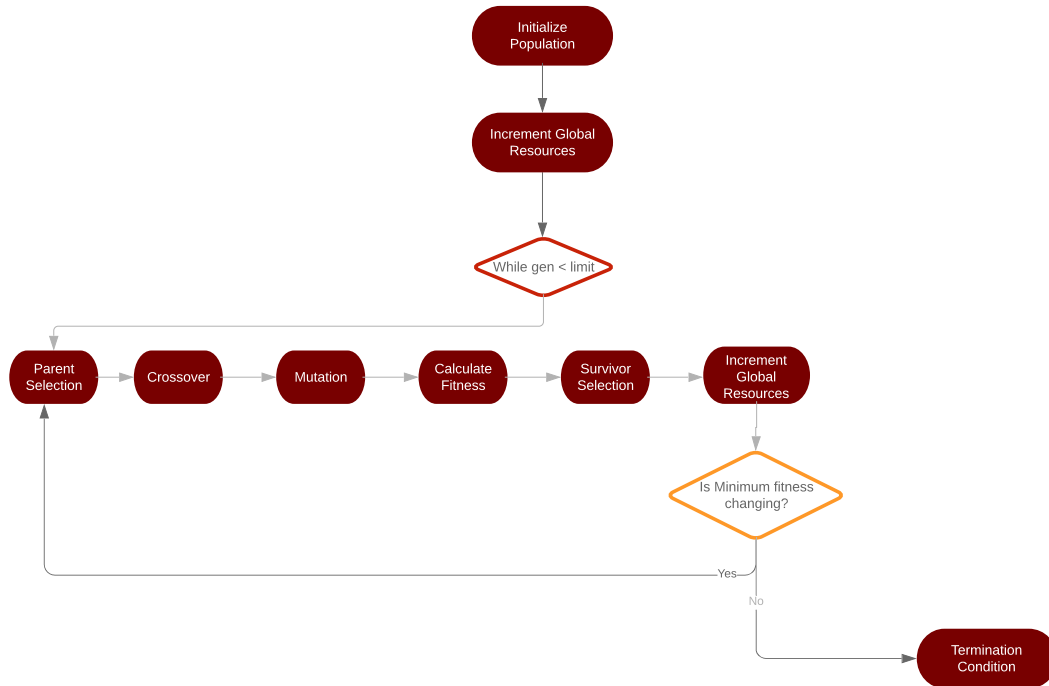 Initialize
Population
Increment Global
Resources
While gen < limit
Parent
Selection
Crossover
Mutation
Calculate
Fitness
Survivor
Selection
Increment
Global
Resources
Is Minimum fitness
changing?
Yes
No
Termination
Condition